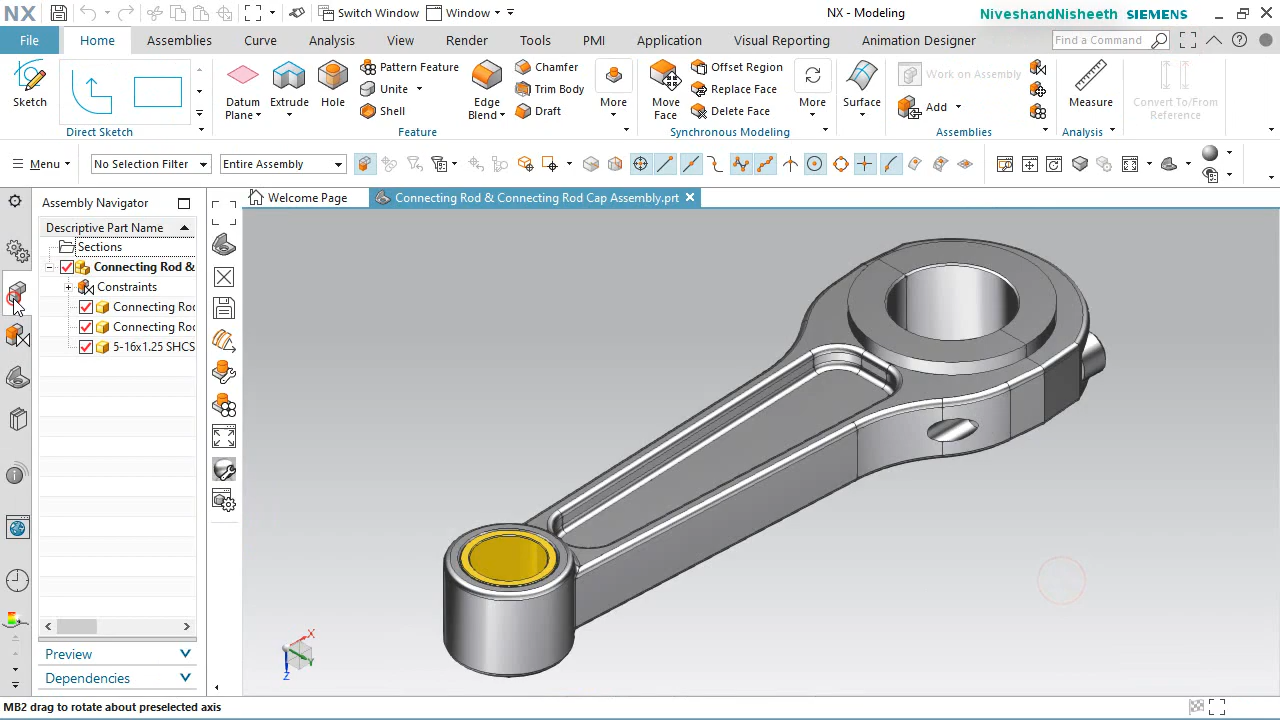 NX
Switch Window
Window
NX - Modeling
NiveshandNisheeth SIEMENS
File
Home
Assemblies
Curve
Analysis
View
Render
Tools
PMI
Application
Visual Reporting
Animation Designer
Find a Command
Sketch
Direct Sketch
Datum Plane
Extrude
Hole
Pattern Feature
Unite
Shell
Edge Blend
Chamfer
Trim Body
Draft
More
Feature
Move Face
Offset Region
Replace Face
Delete Face
More
Synchronous Modeling
Surface
Work on Assembly
Add
Assemblies
Measure
Analysis
Convert To/From Reference
Menu
No Selection Filter
Entire Assembly
Assembly Navigator
Welcome Page
Connecting Rod & Connecting Rod Cap Assembly.prt
Descriptive Part Name
Sections
Connecting Rod &
Constraints
Connecting Roc
Connecting Roc
5-16x1.25 SHCS
Preview
Dependencies
X
Y
Z
MB2 drag to rotate about preselected axis